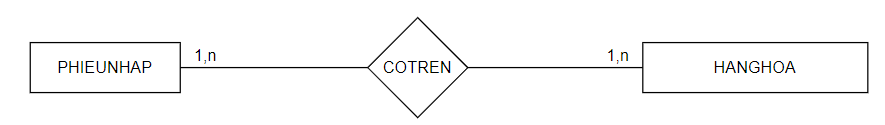 1,n
1,n
PHIEUNHAP
COTREN
HANGHOA